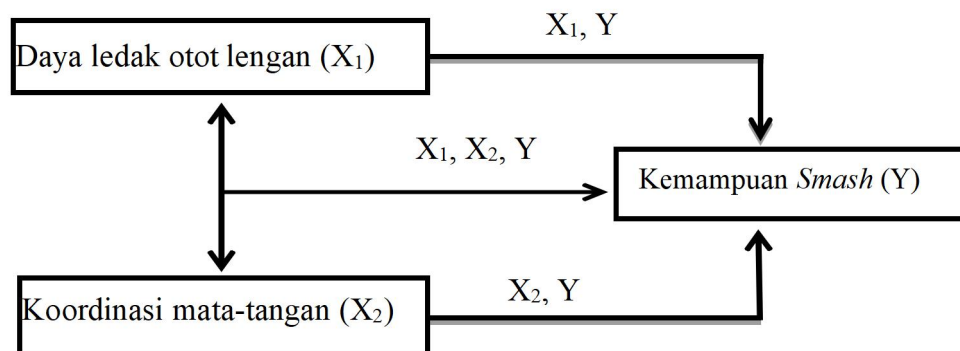 X₁, Y
Daya ledak otot lengan (X₁)
X₁, X₂, Y
Kemampuan Smash (Y)
X₂, Y
Koordinasi mata-tangan (X₂)